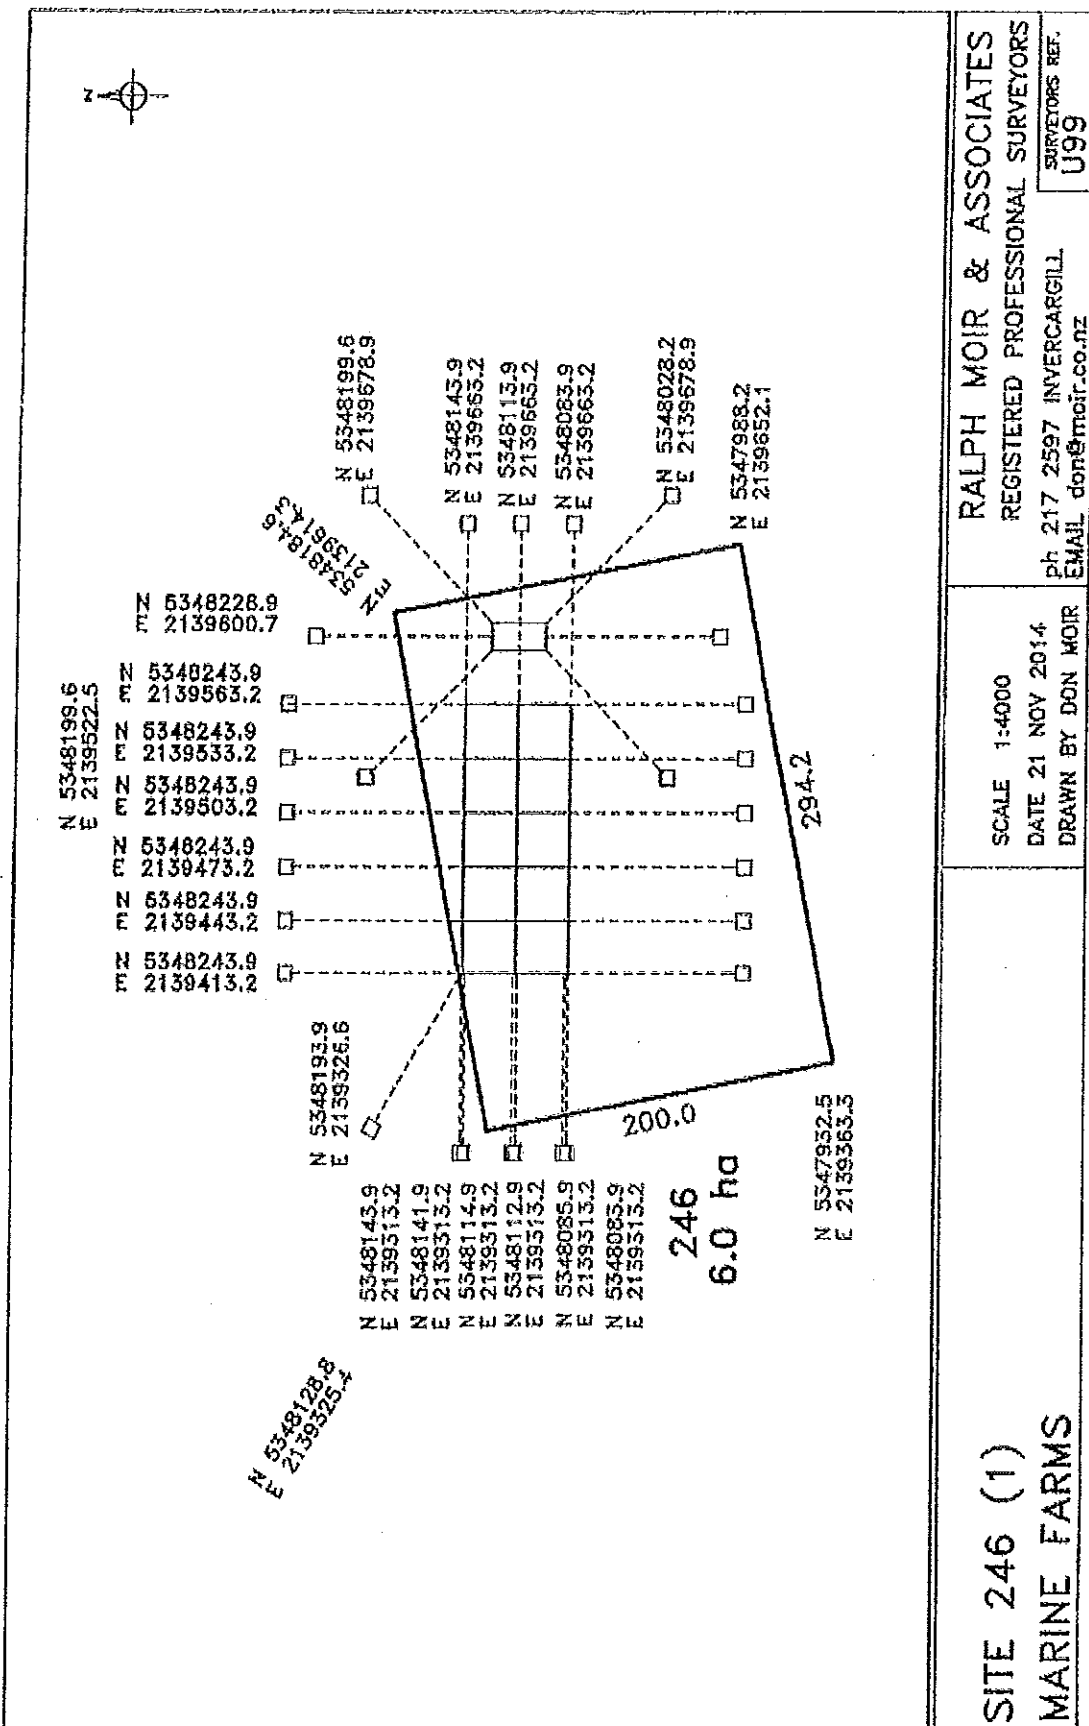 N
N 5348199.6
E 2139522.5
N 5348228.9
E 2139600.7
N 5348243.9
E 2139563.2
N 5348243.9
E 2139533.2
N 5348243.9
E 2139503.2
N 5348243.9
E 2139473.2
N 5348243.9
E 2139443.2
N 5348243.9
E 2139413.2
N 5348184.6
E 2139614.3
N 5348199.6
E 2139678.9
N 5348143.9
E 2139663.2
N 5348113.9
E 2139663.2
N 5348083.9
E 2139663.2
N 5348028.2
E 2139678.9
N 5347988.2
E 2139652.1
N 5348193.9
E 2139326.6
N 5348143.9
E 2139313.2
N 5348141.9
E 2139313.2
N 5348114.9
E 2139313.2
N 5348112.9
E 2139313.2
N 5348085.9
E 2139313.2
N 5348083.9
E 2139313.2
N 5348128.8
E 2139325.4
N 5347932.5
E 2139363.3
200.0
294.2
246
6.0 ha
SITE 246 (1)
MARINE FARMS
SCALE 1:4000
DATE 21 NOV 2014
DRAWN BY DON MOIR
RALPH MOIR & ASSOCIATES
REGISTERED PROFESSIONAL SURVEYORS
ph 217 2597 INVERCARGILL
EMAIL don@moir.co.nz
SURVEYORS REF.
U99